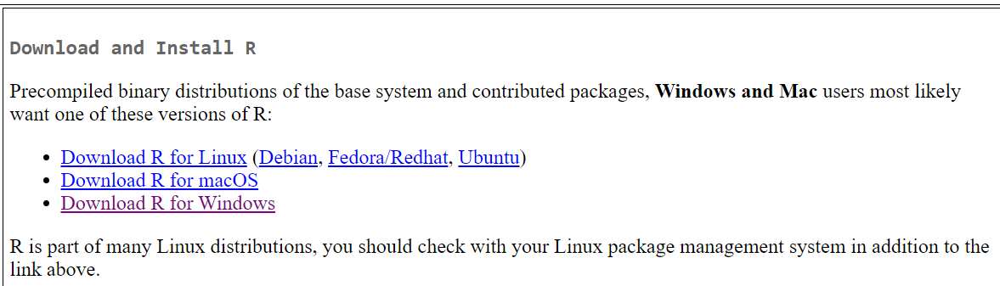 Download and Install R
Precompiled binary distributions of the base system and contributed packages, Windows and Mac users most likely
want one of these versions of R:
• Download R for Linux (Debian, Fedora/Redhat, Ubuntu)
• Download R for macOS
• Download R for Windows
R is part of many Linux distributions, you should check with your Linux package management system in addition to the
link above.